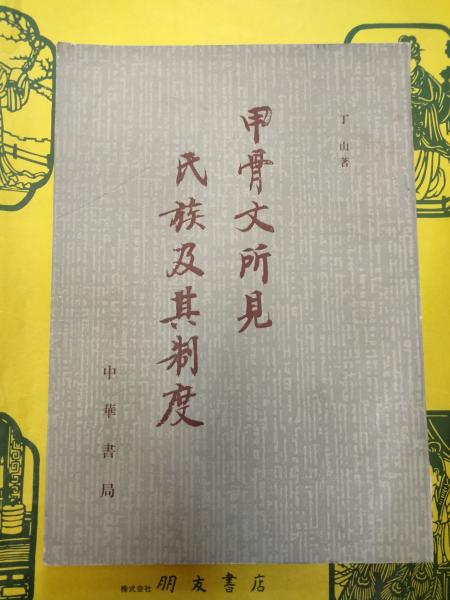 丁山著
甲骨文所見
民族及其制度
中華書局
株式会社 朋友書店